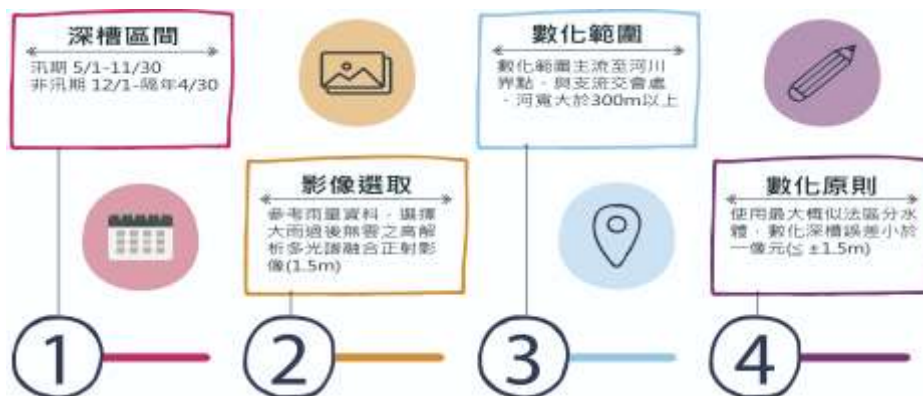 深槽區間
汛期 5/1-11/30
非汛期 12/1-隔年4/30
1
影像選取
參考雨量資料，選擇
大雨過後無雲之高解
析多光譜融合正射影
像(1.5m)
2
數化範圍
數化範圍主流至河川
界點，與支流交會處
，河寬大於300m以上
3
數化原則
使用最大概似法區分水
體，數化深槽誤差小於
一像元(≤ ±1.5m)
4